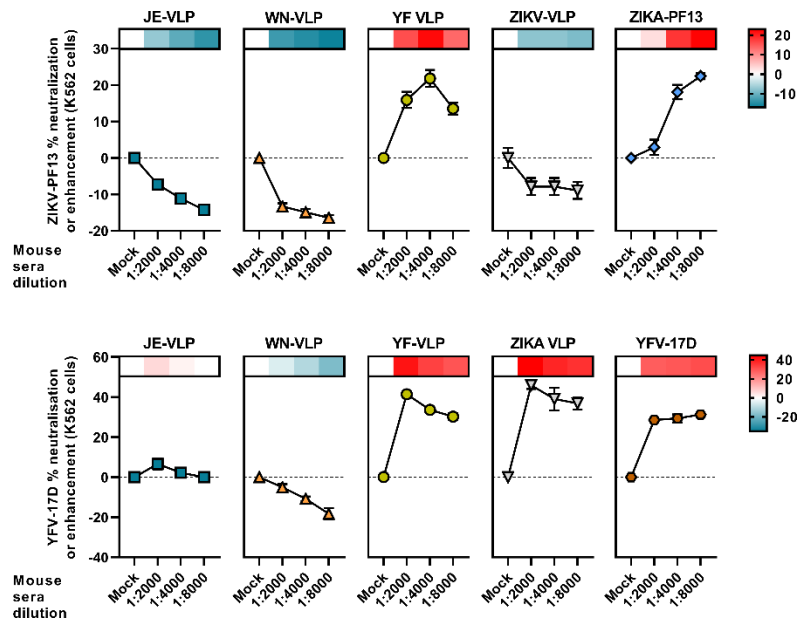 JE-VLP WN-VLP YF VLP ZIKV-VLP ZIKA-PF13
ZIKV-PF13 % neutralization
or enhancement (K562 cells)
30
20
10
0
-10
-20
20
10
0
-10
Mouse
sera
dilution
Mock 1:2000 1:4000 1:8000 Mock 1:2000 1:4000 1:8000 Mock 1:2000 1:4000 1:8000 Mock 1:2000 1:4000 1:8000 Mock 1:2000 1:4000 1:8000
JE-VLP WN-VLP YF-VLP ZIKA VLP YFV-17D
YFV-17D % neutralisation
or enhancement (K562 cells)
60
40
20
0
-20
-40
40
20
0
-20
Mouse
sera
dilution
Mock 1:2000 1:4000 1:8000 Mock 1:2000 1:4000 1:8000 Mock 1:2000 1:4000 1:8000 Mock 1:2000 1:4000 1:8000 Mock 1:2000 1:4000 1:8000